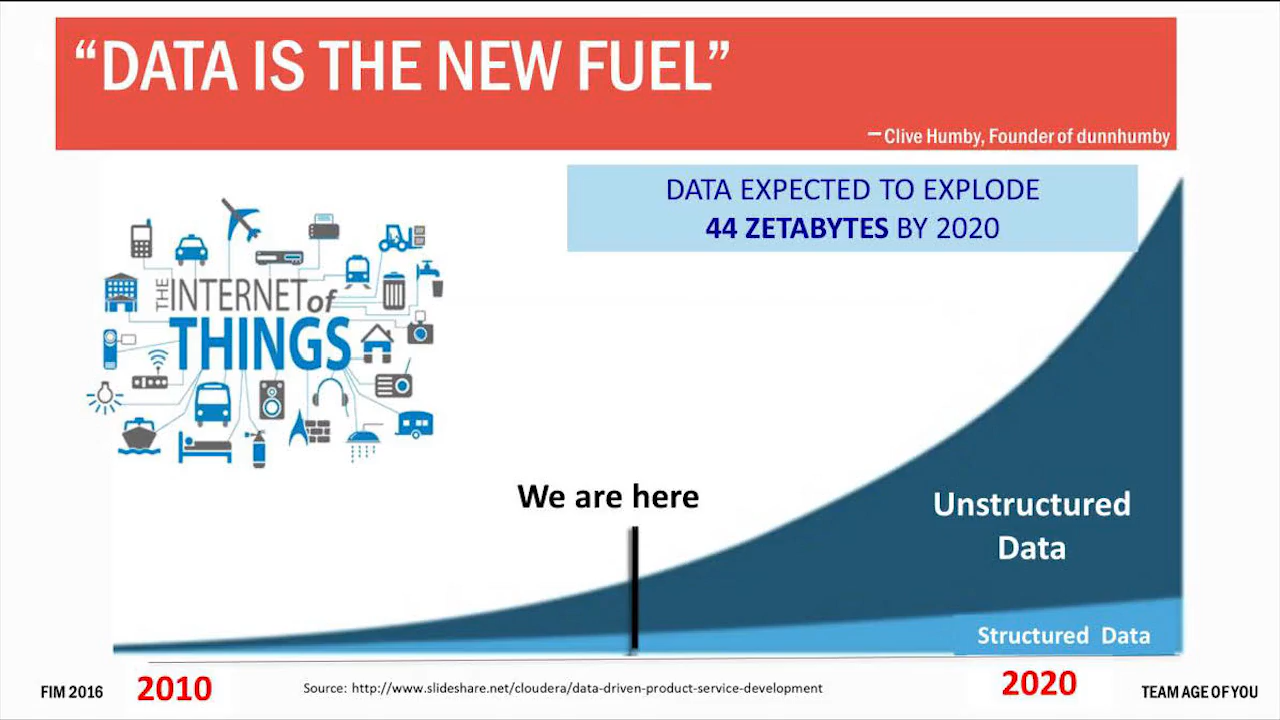 “DATA IS THE NEW FUEL”
— Clive Humby, Founder of dunnhumby
DATA EXPECTED TO EXPLODE
44 ZETABYTES BY 2020
THE INTERNET of
THINGS
We are here
Unstructured
Data
Structured Data
2010
2020
FIM 2016
Source: http://www.slideshare.net/cloudera/data-driven-product-service-development
TEAM AGE OF YOU